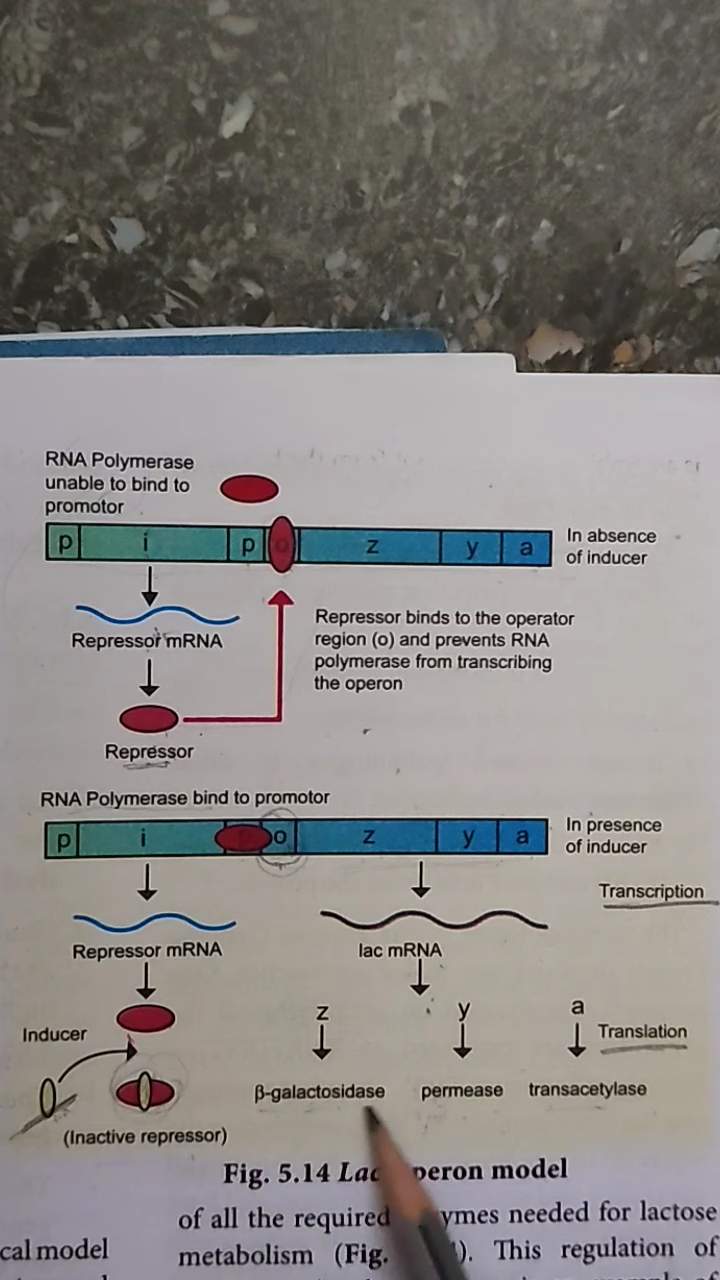 RNA Polymerase
unable to bind to
promotor
p i p z y a
In absence
of inducer
Repressor mRNA
Repressor binds to the operator
region (o) and prevents RNA
polymerase from transcribing
the operon
Repressor
RNA Polymerase bind to promotor
p i o z y a
In presence
of inducer
Transcription
Repressor mRNA
lac mRNA
z y a
Inducer
Translation
β-galactosidase permease transacetylase
(Inactive repressor)
Fig. 5.14 Lac operon model
of all the required needed for lactose
cal model
metabolism (Fig. ). This regulation of